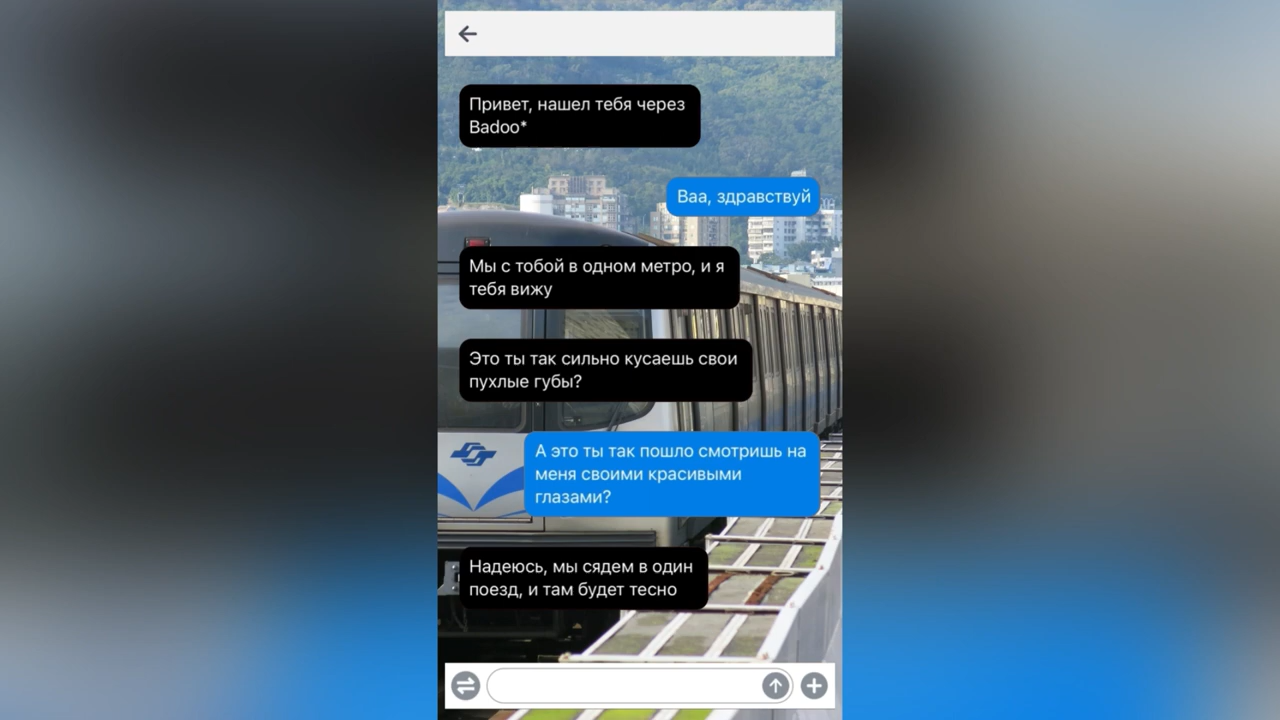 Привет, нашел тебя через
Badoo*
Ваа, здравствуй
Мы с тобой в одном метро, и я
тебя вижу
Это ты так сильно кусаешь свои
пухлые губы?
А это ты так пошло смотришь на
меня своими красивыми
глазами?
Надеюсь, мы сядем в один
поезд, и там будет тесно